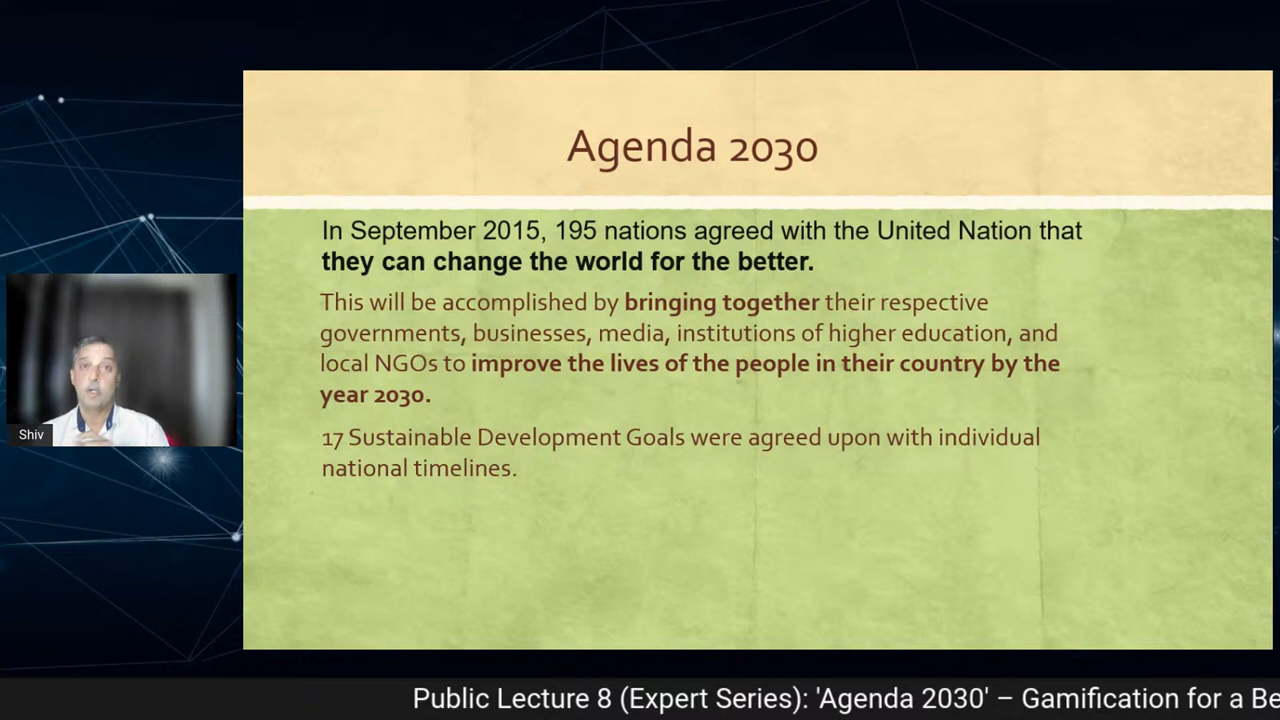 Agenda 2030
In September 2015, 195 nations agreed with the United Nation that
they can change the world for the better.
This will be accomplished by bringing together their respective
governments, businesses, media, institutions of higher education, and
local NGOs to improve the lives of the people in their country by the
year 2030.
17 Sustainable Development Goals were agreed upon with individual
national timelines.
Shiv
Public Lecture 8 (Expert Series): 'Agenda 2030' – Gamification for a Be